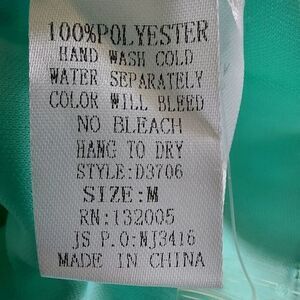 100%POLYESTER
HAND WASH COLD
WATER SEPARATELY
COLOR WILL BLEED
NO BLEACH
HANG TO DRY
STYLE:D3706
SIZE:M
RN:132005
JS P.O:NJ3416
MADE IN CHINA